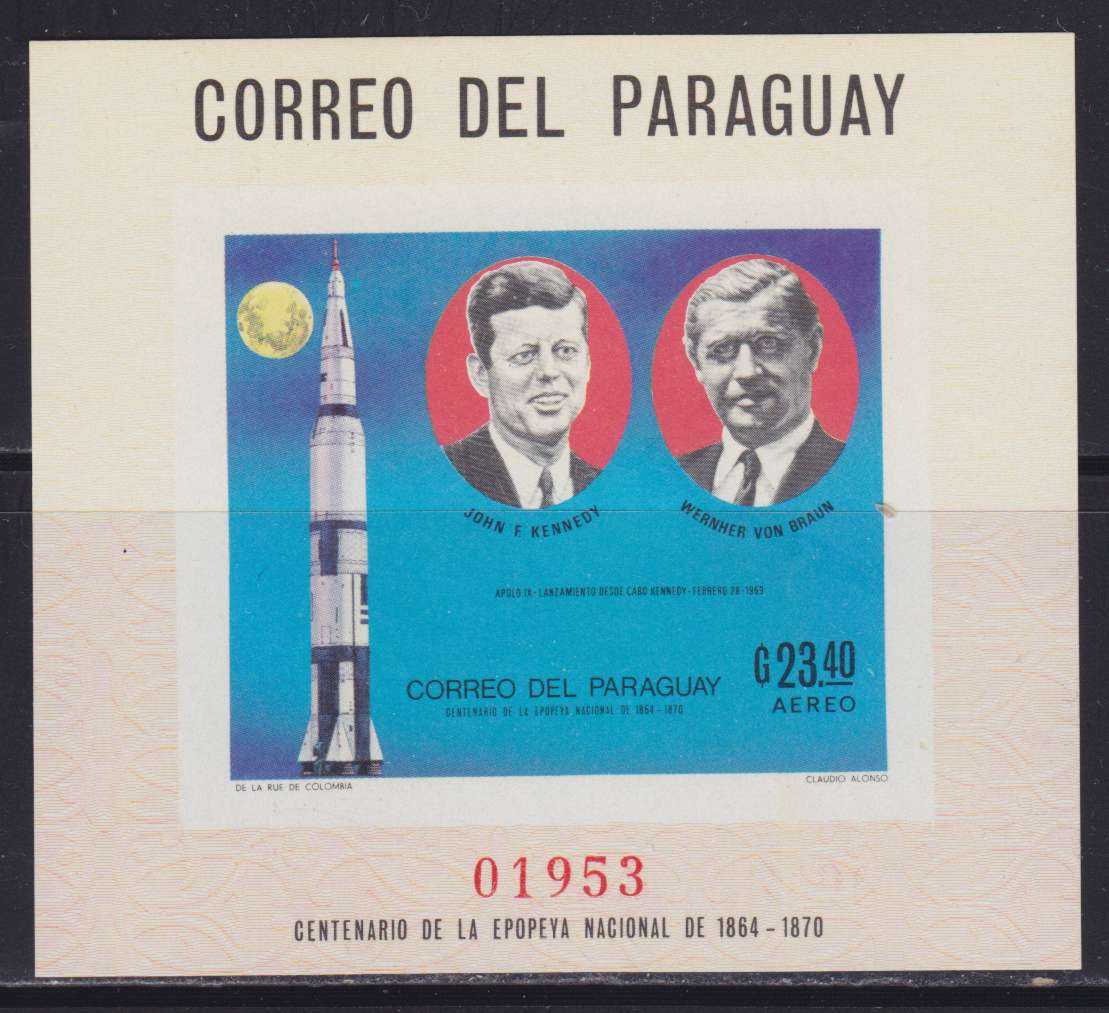 CORREO DEL PARAGUAY
JOHN F. KENNEDY
WERNHER VON BRAUN
APOLO IX - LANZAMIENTO DESDE CABO KENNEDY - FEBRERO 28 - 1969
₲ 23.40
AEREO
CORREO DEL PARAGUAY
CENTENARIO DE LA EPOPEYA NACIONAL DE 1864 - 1870
DE LA RUE DE COLOMBIA
CLAUDIO ALONSO
01953
CENTENARIO DE LA EPOPEYA NACIONAL DE 1864 - 1870